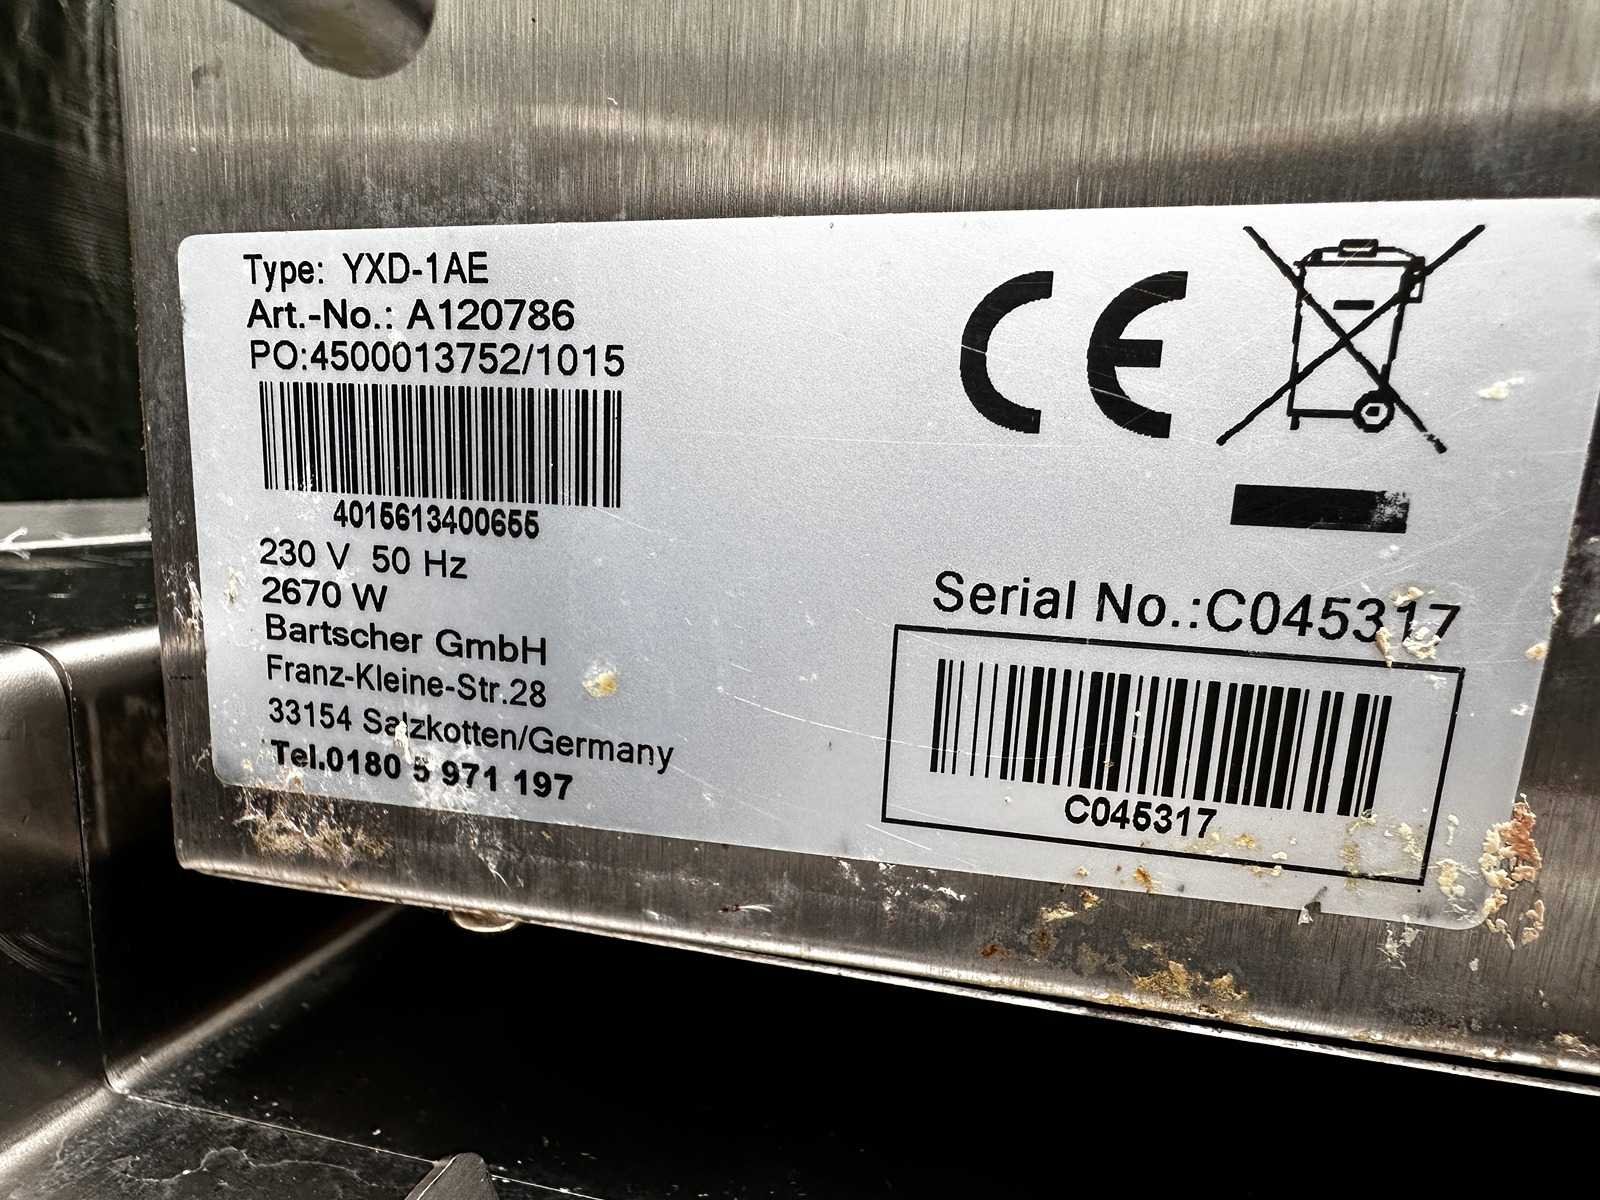 Type: YXD-1AE
Art.-No.: A120786
PO:4500013752/1015
4015613400655
230 V 50 Hz
2670 W
Bartscher GmbH
Franz-Kleine-Str.28
33154 Salzkotten/Germany
Tel.0180 5 971 197
CE
Serial No.:C045317
C045317